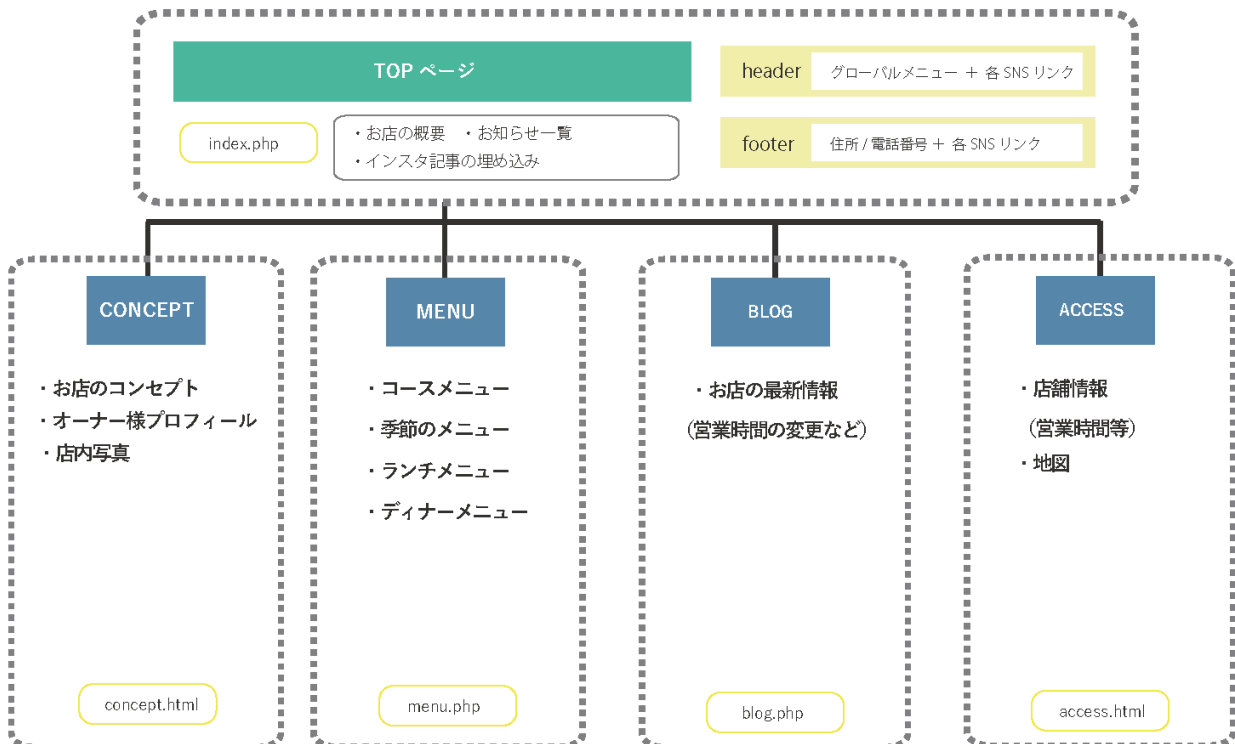 TOP ページ
header
グローバルメニュー + 各 SNS リンク
index.php
・お店の概要 ・お知らせ一覧
・インスタ記事の埋め込み
footer
住所 / 電話番号 + 各 SNS リンク
CONCEPT
・お店のコンセプト
・オーナー様プロフィール
・店内写真
concept.html
MENU
・コースメニュー
・季節のメニュー
・ランチメニュー
・ディナーメニュー
menu.php
BLOG
・お店の最新情報
(営業時間の変更など)
blog.php
ACCESS
・店舗情報
(営業時間等)
・地図
access.html